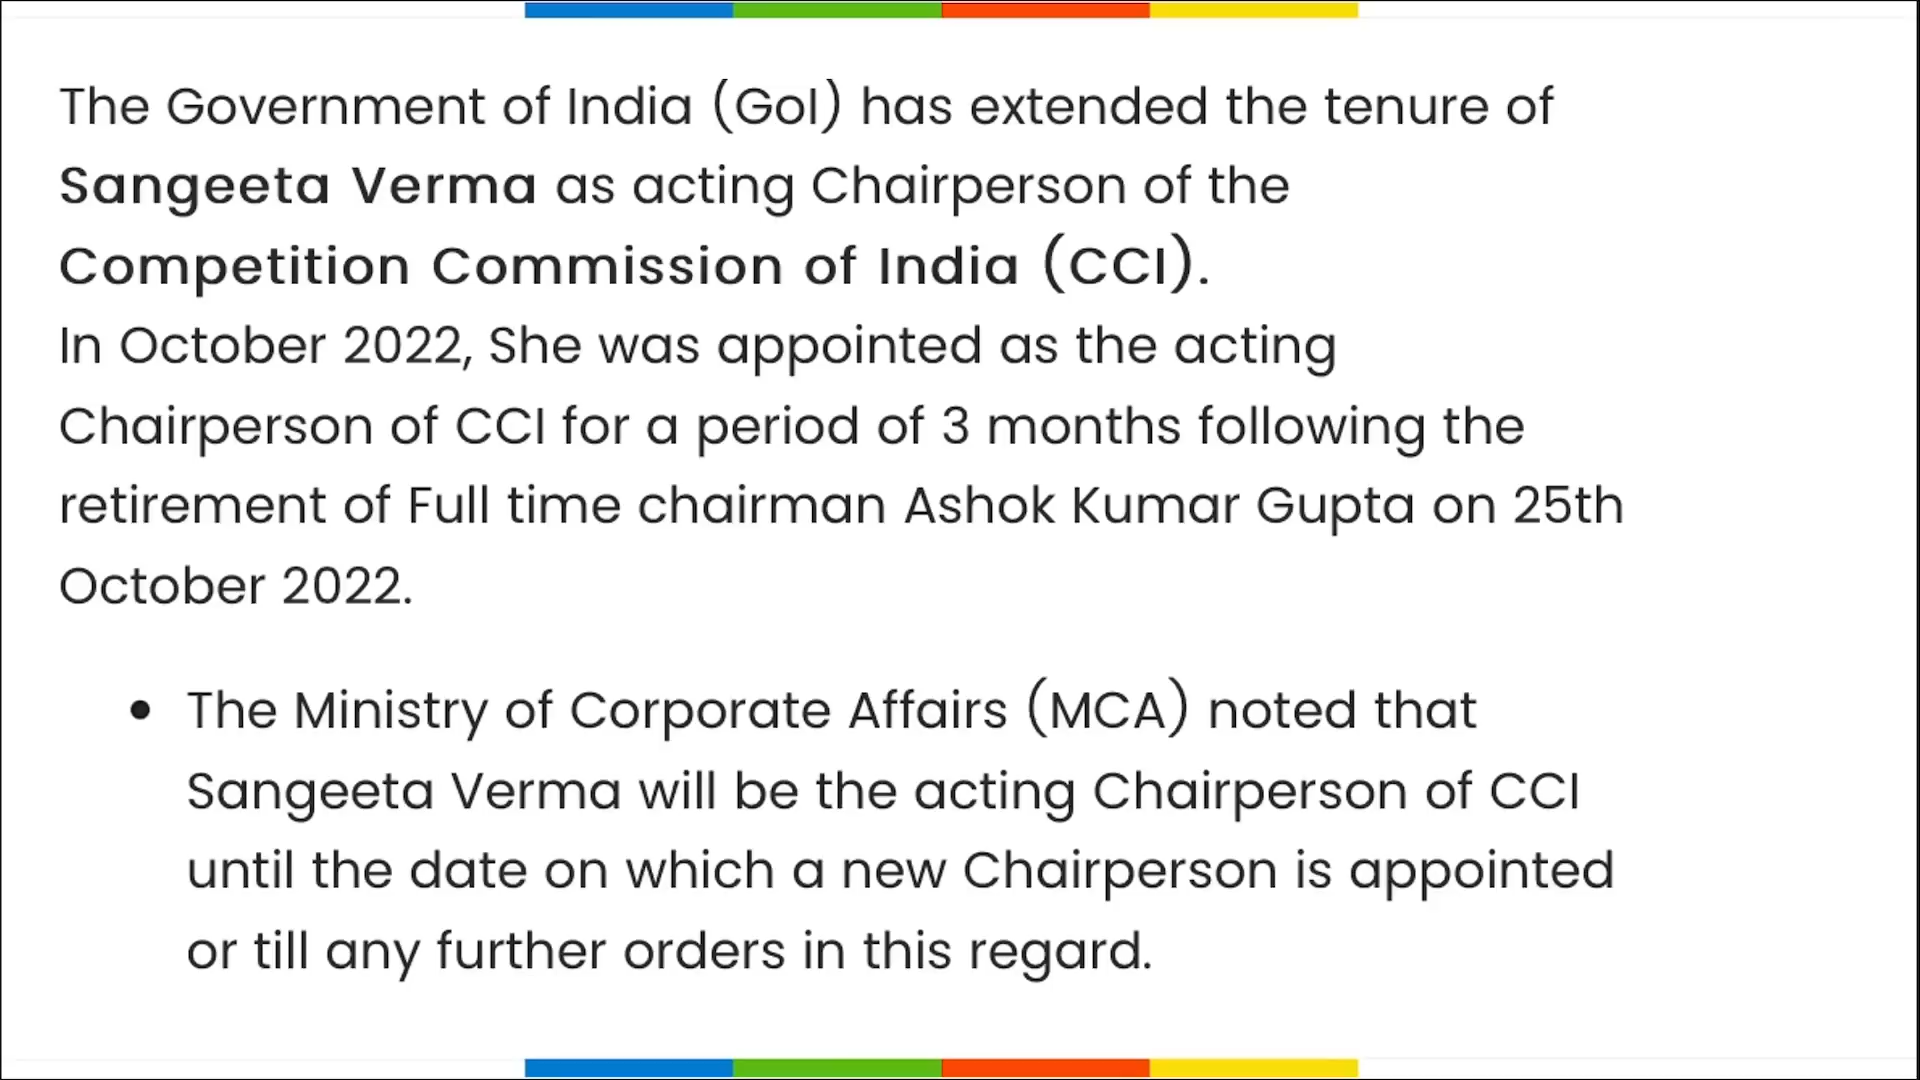 The Government of India (GoI) has extended the tenure of
Sangeeta Verma as acting Chairperson of the
Competition Commission of India (CCI).
In October 2022, She was appointed as the acting
Chairperson of CCI for a period of 3 months following the
retirement of Full time chairman Ashok Kumar Gupta on 25th
October 2022.
• The Ministry of Corporate Affairs (MCA) noted that
Sangeeta Verma will be the acting Chairperson of CCI
until the date on which a new Chairperson is appointed
or till any further orders in this regard.